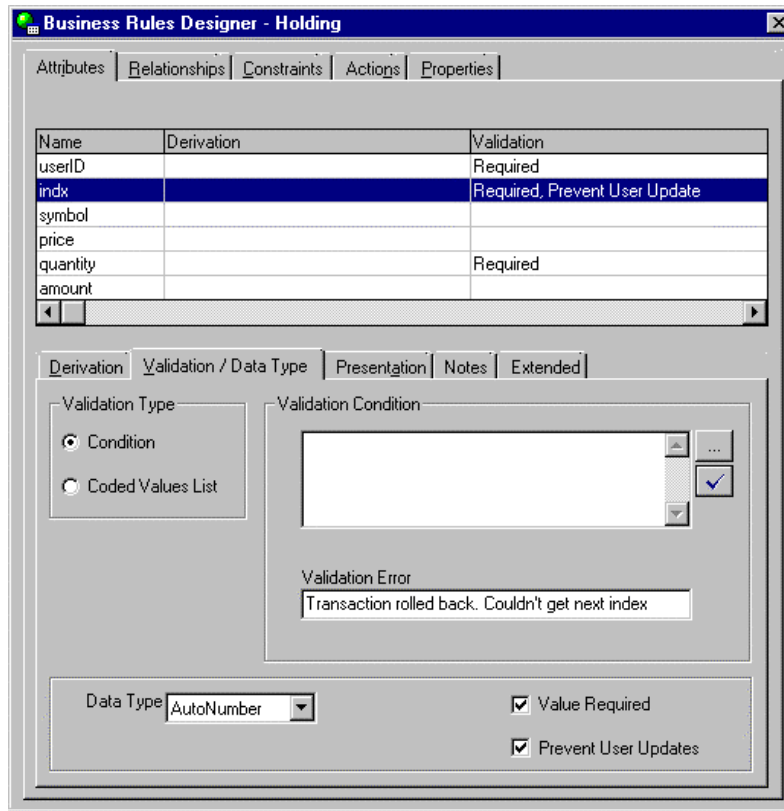 Business Rules Designer - Holding
Attributes Relationships Constraints Actions Properties
Name Derivation Validation
userID Required
indx Required, Prevent User Update
symbol
price
quantity Required
amount
Derivation Validation / Data Type Presentation Notes Extended
Validation Type Validation Condition
Condition ...
Coded Values List
Validation Error
Transaction rolled back. Couldn't get next index
Data Type AutoNumber Value Required
Prevent User Updates